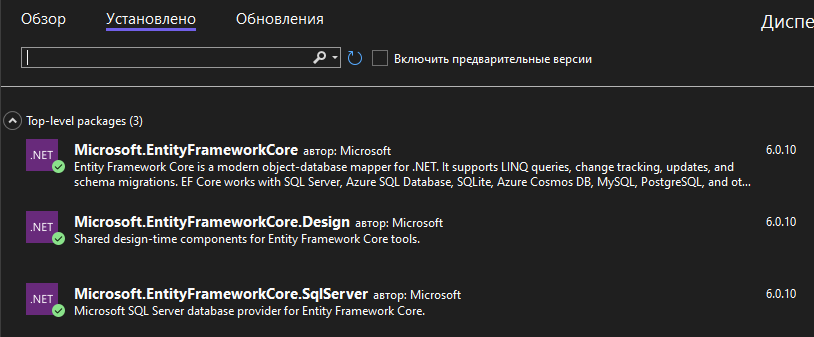 Обзор Установлено Обновления Диспе
Включить предварительные версии
Top-level packages (3)
.NET Microsoft.EntityFrameworkCore автор: Microsoft 6.0.10
Entity Framework Core is a modern object-database mapper for .NET. It supports LINQ queries, change tracking, updates, and
schema migrations. EF Core works with SQL Server, Azure SQL Database, SQLite, Azure Cosmos DB, MySQL, PostgreSQL, and ot...
.NET Microsoft.EntityFrameworkCore.Design автор: Microsoft 6.0.10
Shared design-time components for Entity Framework Core tools.
.NET Microsoft.EntityFrameworkCore.SqlServer автор: Microsoft 6.0.10
Microsoft SQL Server database provider for Entity Framework Core.